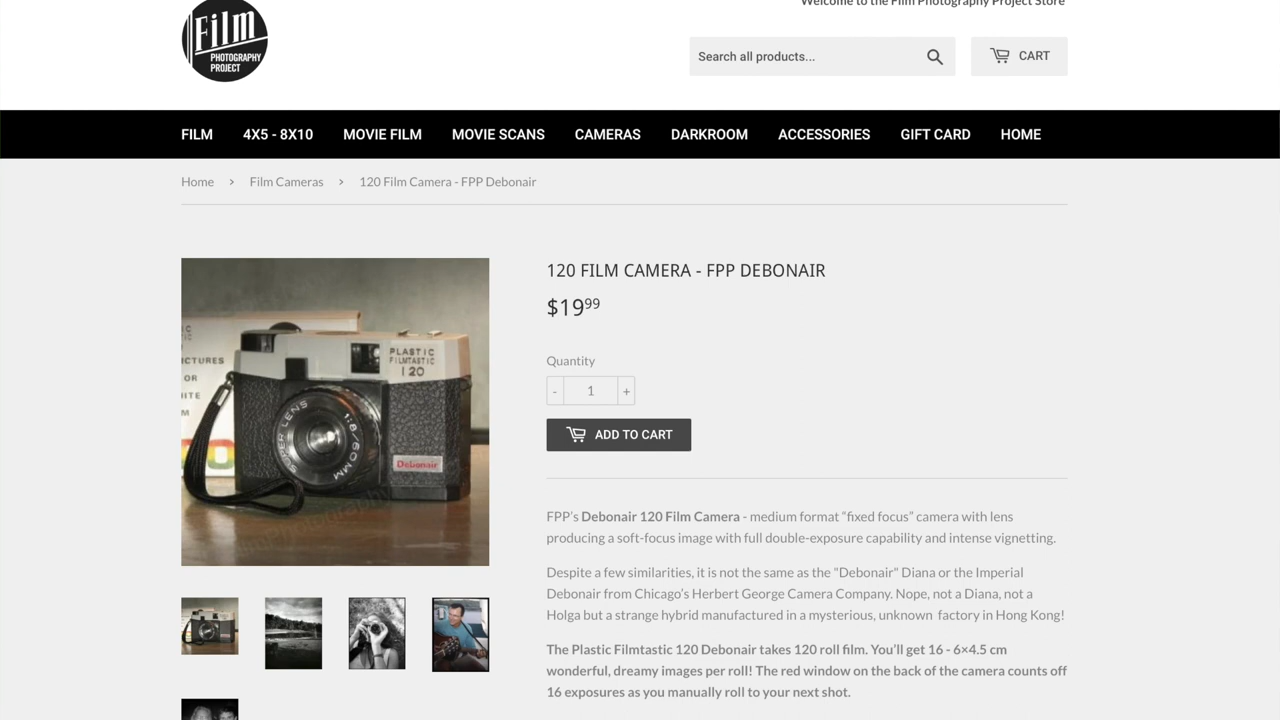 Welcome to the Film Photography Project Store
Film
PHOTOGRAPHY
PROJECT
Search all products...
CART
FILM 4X5 - 8X10 MOVIE FILM MOVIE SCANS CAMERAS DARKROOM ACCESSORIES GIFT CARD HOME
Home › Film Cameras › 120 Film Camera - FPP Debonair
PLASTIC
FILMTASTIC
120
SUPER LENS 1:8/60MM
Debonair
120 FILM CAMERA - FPP DEBONAIR
$1999
Quantity
- 1 +
ADD TO CART
FPP's Debonair 120 Film Camera - medium format “fixed focus” camera with lens
producing a soft-focus image with full double-exposure capability and intense vignetting.
Despite a few similarities, it is not the same as the "Debonair" Diana or the Imperial
Debonair from Chicago’s Herbert George Camera Company. Nope, not a Diana, not a
Holga but a strange hybrid manufactured in a mysterious, unknown factory in Hong Kong!
The Plastic Filmtastic 120 Debonair takes 120 roll film. You’ll get 16 - 6×4.5 cm
wonderful, dreamy images per roll! The red window on the back of the camera counts off
16 exposures as you manually roll to your next shot.